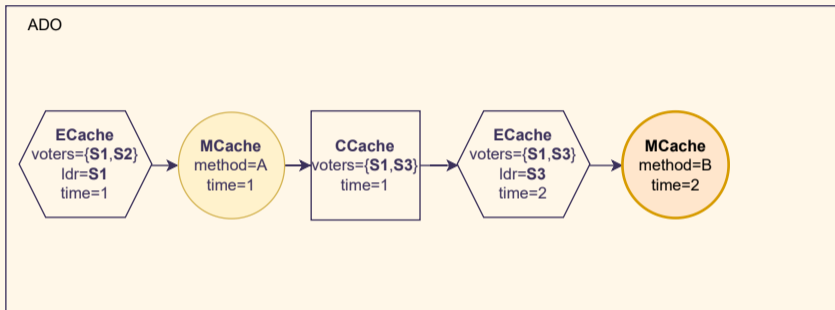 ADO
ECache
voters={S1,S2}
ldr=S1
time=1
MCache
method=A
time=1
CCache
voters={S1,S3}
time=1
ECache
voters={S1,S3}
ldr=S3
time=2
MCache
method=B
time=2